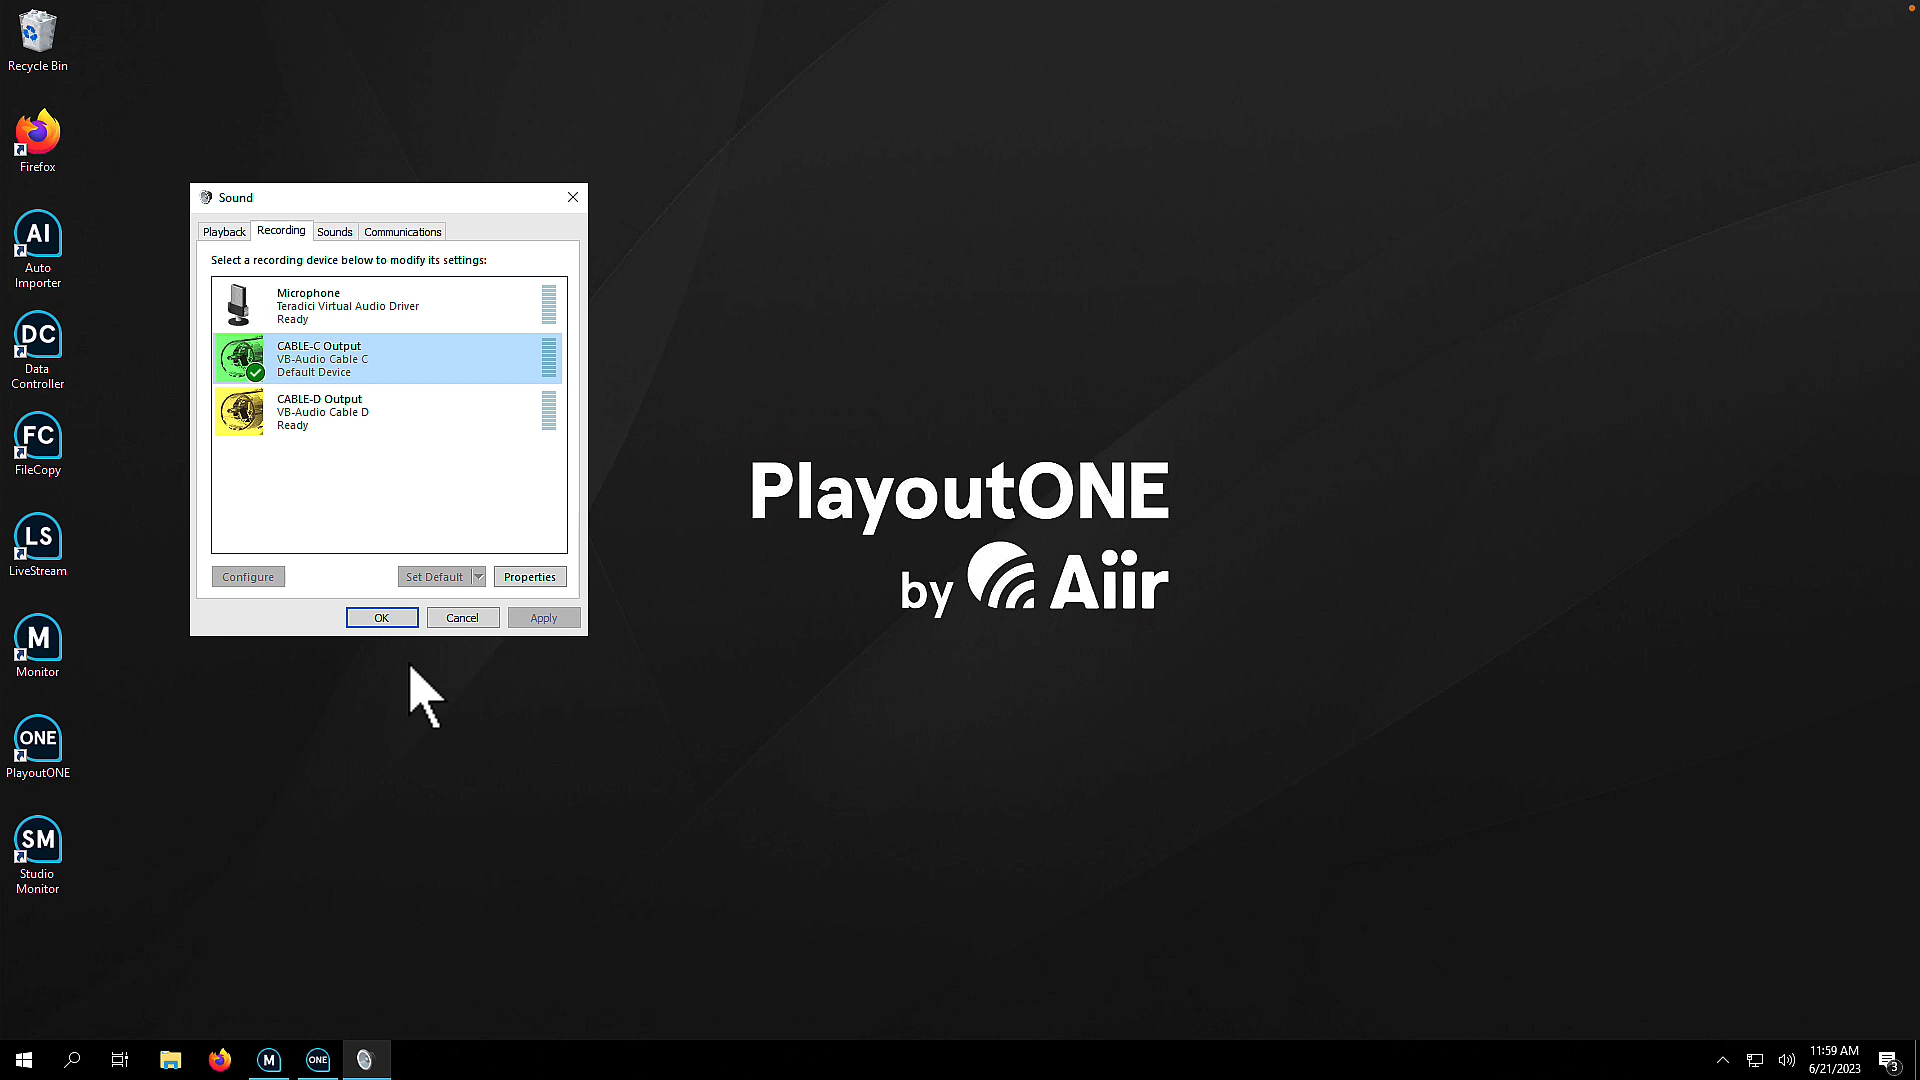 Recycle Bin
Firefox
AI
Auto
Importer
DC
Data
Controller
FC
FileCopy
LS
LiveStream
M
Monitor
ONE
PlayoutONE
SM
Studio
Monitor
Sound
Playback Recording Sounds Communications
Select a recording device below to modify its settings:
Microphone
Teradici Virtual Audio Driver
Ready
CABLE-C Output
VB-Audio Cable C
Default Device
CABLE-D Output
VB-Audio Cable D
Ready
Configure Set Default Properties
OK Cancel Apply
PlayoutONE
by Aiir
M ONE
11:59 AM
6/21/2023
3